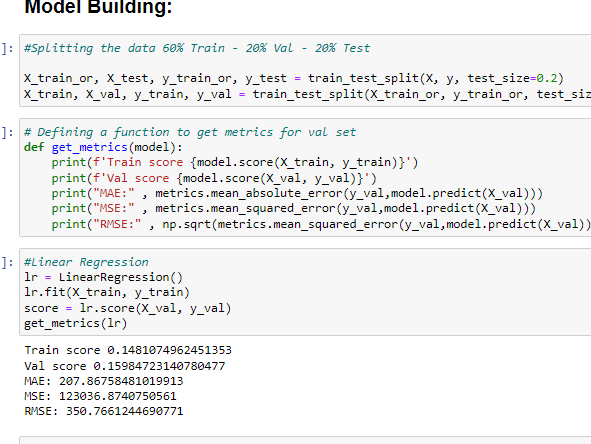 Model Building:
]: #Splitting the data 60% Train - 20% Val - 20% Test
X_train_or, X_test, y_train_or, y_test = train_test_split(X, y, test_size=0.2)
X_train, X_val, y_train, y_val = train_test_split(X_train_or, y_train_or, test_siz
]: # Defining a function to get metrics for val set
def get_metrics(model):
print(f'Train score {model.score(X_train, y_train)}')
print(f'Val score {model.score(X_val, y_val)}')
print("MAE:" , metrics.mean_absolute_error(y_val,model.predict(X_val)))
print("MSE:" , metrics.mean_squared_error(y_val,model.predict(X_val)))
print("RMSE:" , np.sqrt(metrics.mean_squared_error(y_val,model.predict(X_val))
]: #Linear Regression
lr = LinearRegression()
lr.fit(X_train, y_train)
score = lr.score(X_val, y_val)
get_metrics(lr)
Train score 0.1481074962451353
Val score 0.15984723140780477
MAE: 207.86758481019913
MSE: 123036.8740750561
RMSE: 350.7661244690771